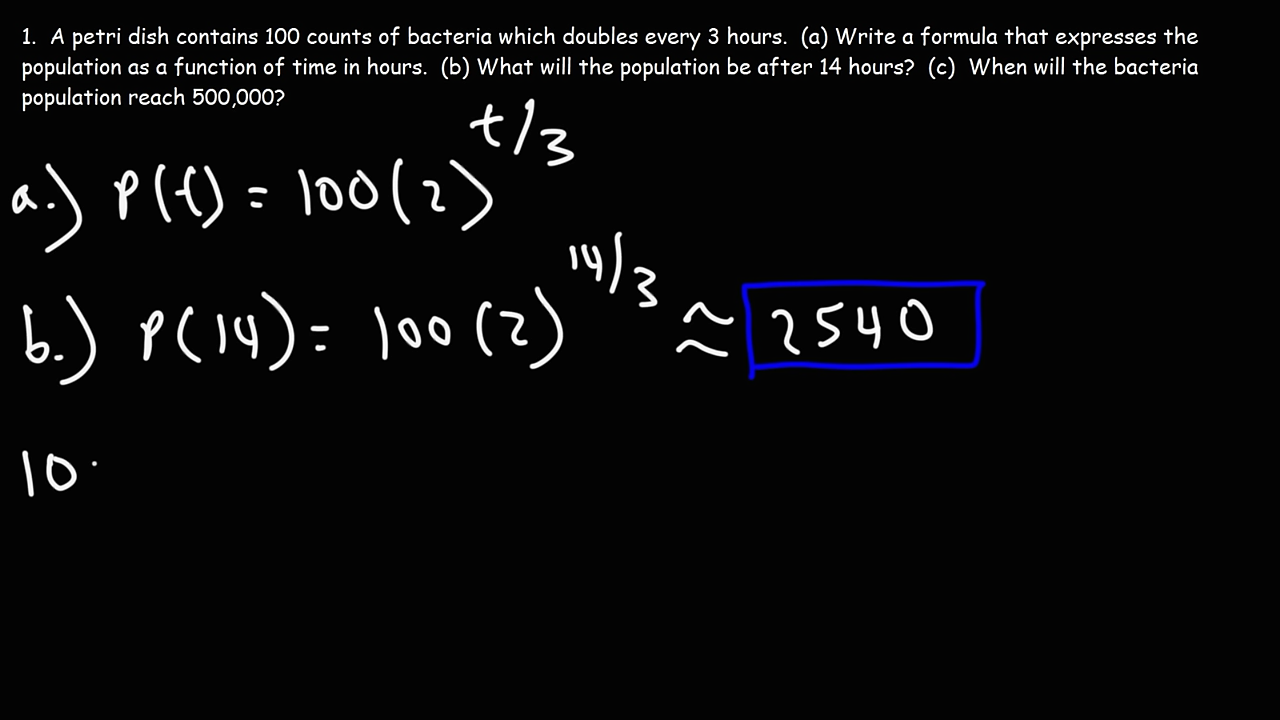 1. A petri dish contains 100 counts of bacteria which doubles every 3 hours. (a) Write a formula that expresses the
population as a function of time in hours. (b) What will the population be after 14 hours? (c) When will the bacteria
population reach 500,000?
a.) P(t) = 100(2)^t/3
b.) P(14) = 100(2)^14/3 ≈ 2540
10